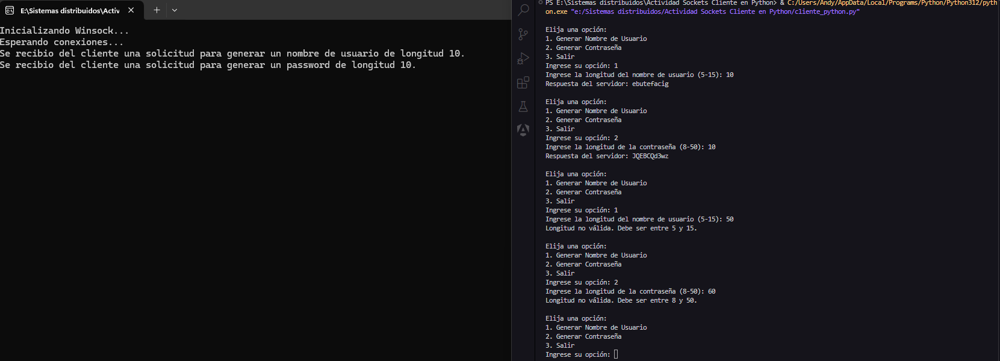 E:\Sistemas distribuidos\Activ
Inicializando Winsock...
Esperando conexiones...
Se recibio del cliente una solicitud para generar un nombre de usuario de longitud 10.
Se recibio del cliente una solicitud para generar un password de longitud 10.
PS E:\Sistemas distribuidos\Actividad Sockets Cliente en Python> & C:/Users/Andy/AppData/Local/Programs/Python/Python312/pyth
on.exe "e:/Sistemas distribuidos/Actividad Sockets Cliente en Python/cliente_python.py"
Elija una opción:
1. Generar Nombre de Usuario
2. Generar Contraseña
3. Salir
Ingrese su opción: 1
Ingrese la longitud del nombre de usuario (5-15): 10
Respuesta del servidor: ebutefacig
Elija una opción:
1. Generar Nombre de Usuario
2. Generar Contraseña
3. Salir
Ingrese su opción: 2
Ingrese la longitud de la contraseña (8-50): 10
Respuesta del servidor: JQEBCQd3wz
Elija una opción:
1. Generar Nombre de Usuario
2. Generar Contraseña
3. Salir
Ingrese su opción: 1
Ingrese la longitud del nombre de usuario (5-15): 50
Longitud no válida. Debe ser entre 5 y 15.
Elija una opción:
1. Generar Nombre de Usuario
2. Generar Contraseña
3. Salir
Ingrese su opción: 2
Ingrese la longitud de la contraseña (8-50): 60
Longitud no válida. Debe ser entre 8 y 50.
Elija una opción:
1. Generar Nombre de Usuario
2. Generar Contraseña
3. Salir
Ingrese su opción: